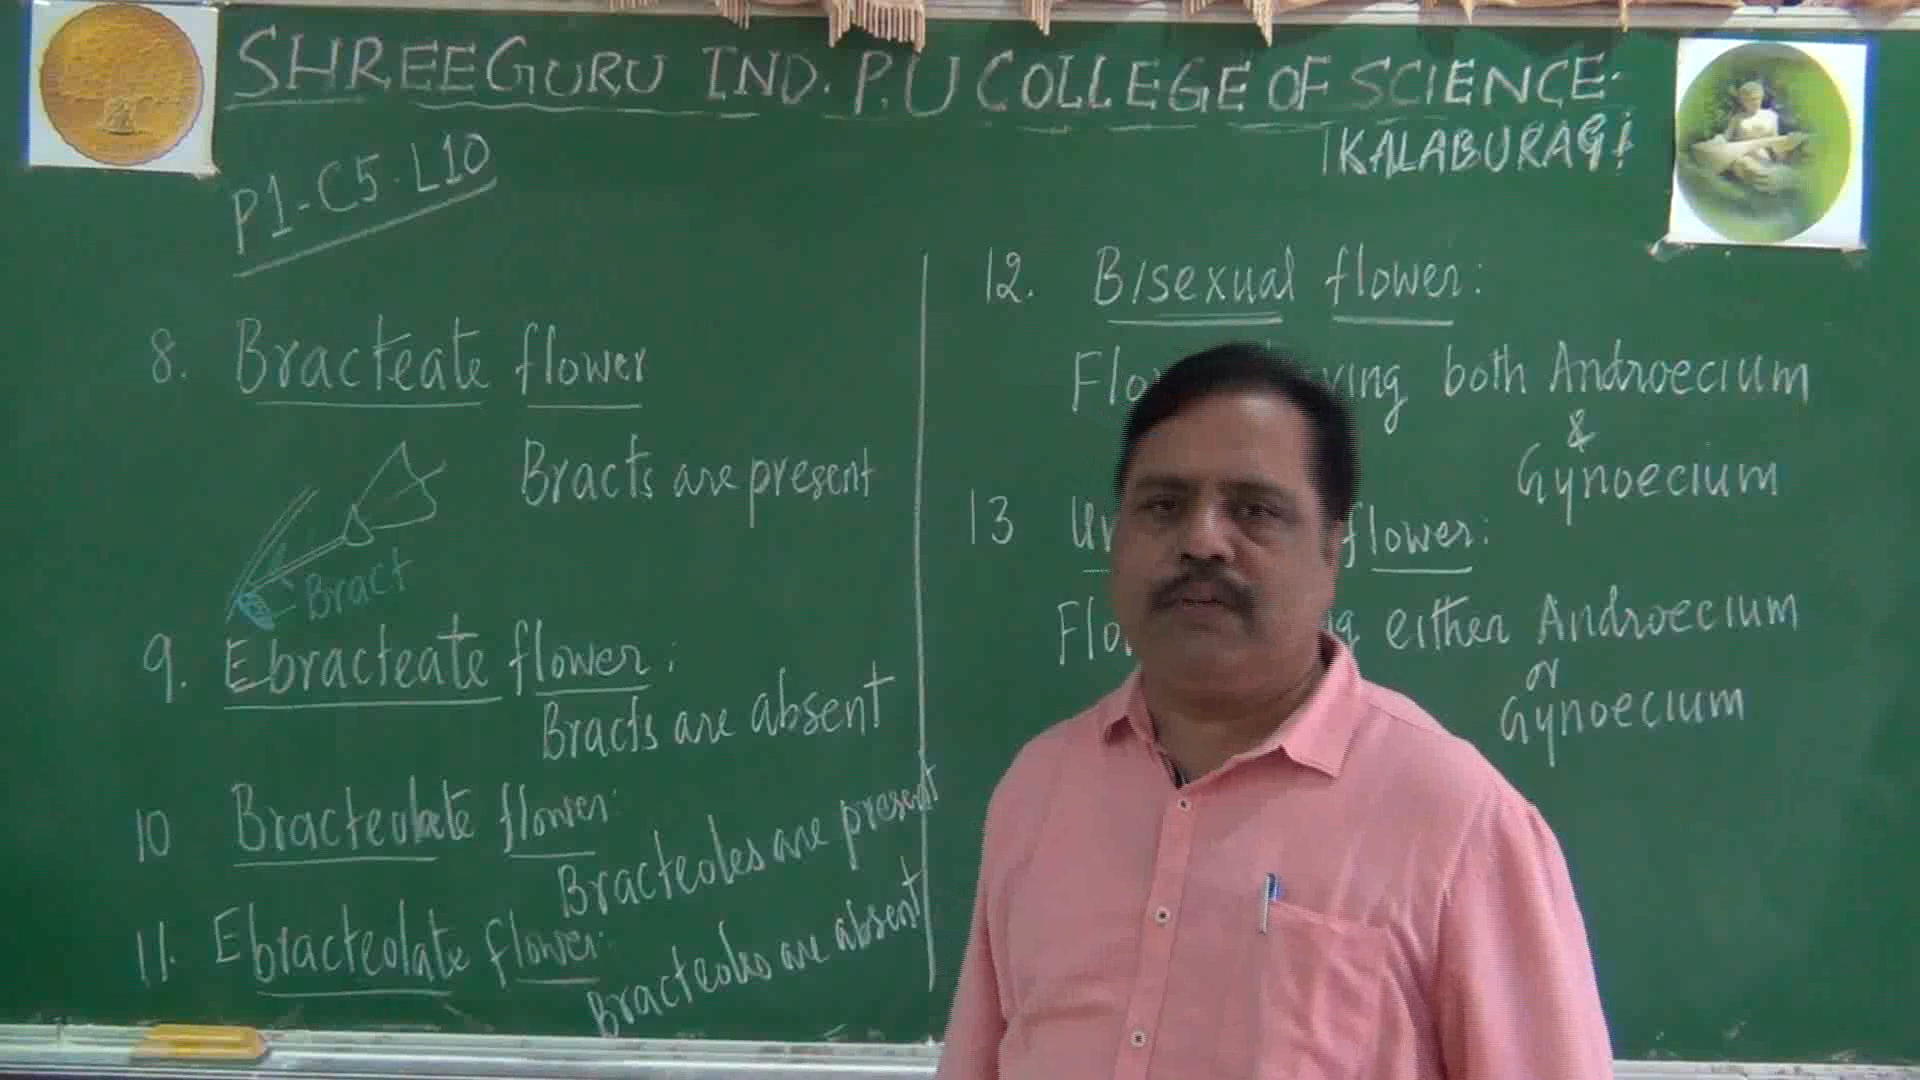 SHREEGURU IND. P.U COLLEGE OF SCIENCE-
KALABURAGI
P1-C5-L10
8. Bracteate flower
Bracts are present
Bract
9. Ebracteate flower:
Bracts are absent
10 Bracteolate flower:
Bracteoles are present
11. Ebracteolate flower:
Bracteoles are absent
12. Bisexual flower:
both Androecium
&
Gynoecium
13 flower:
either Androecium
or
Gynoecium